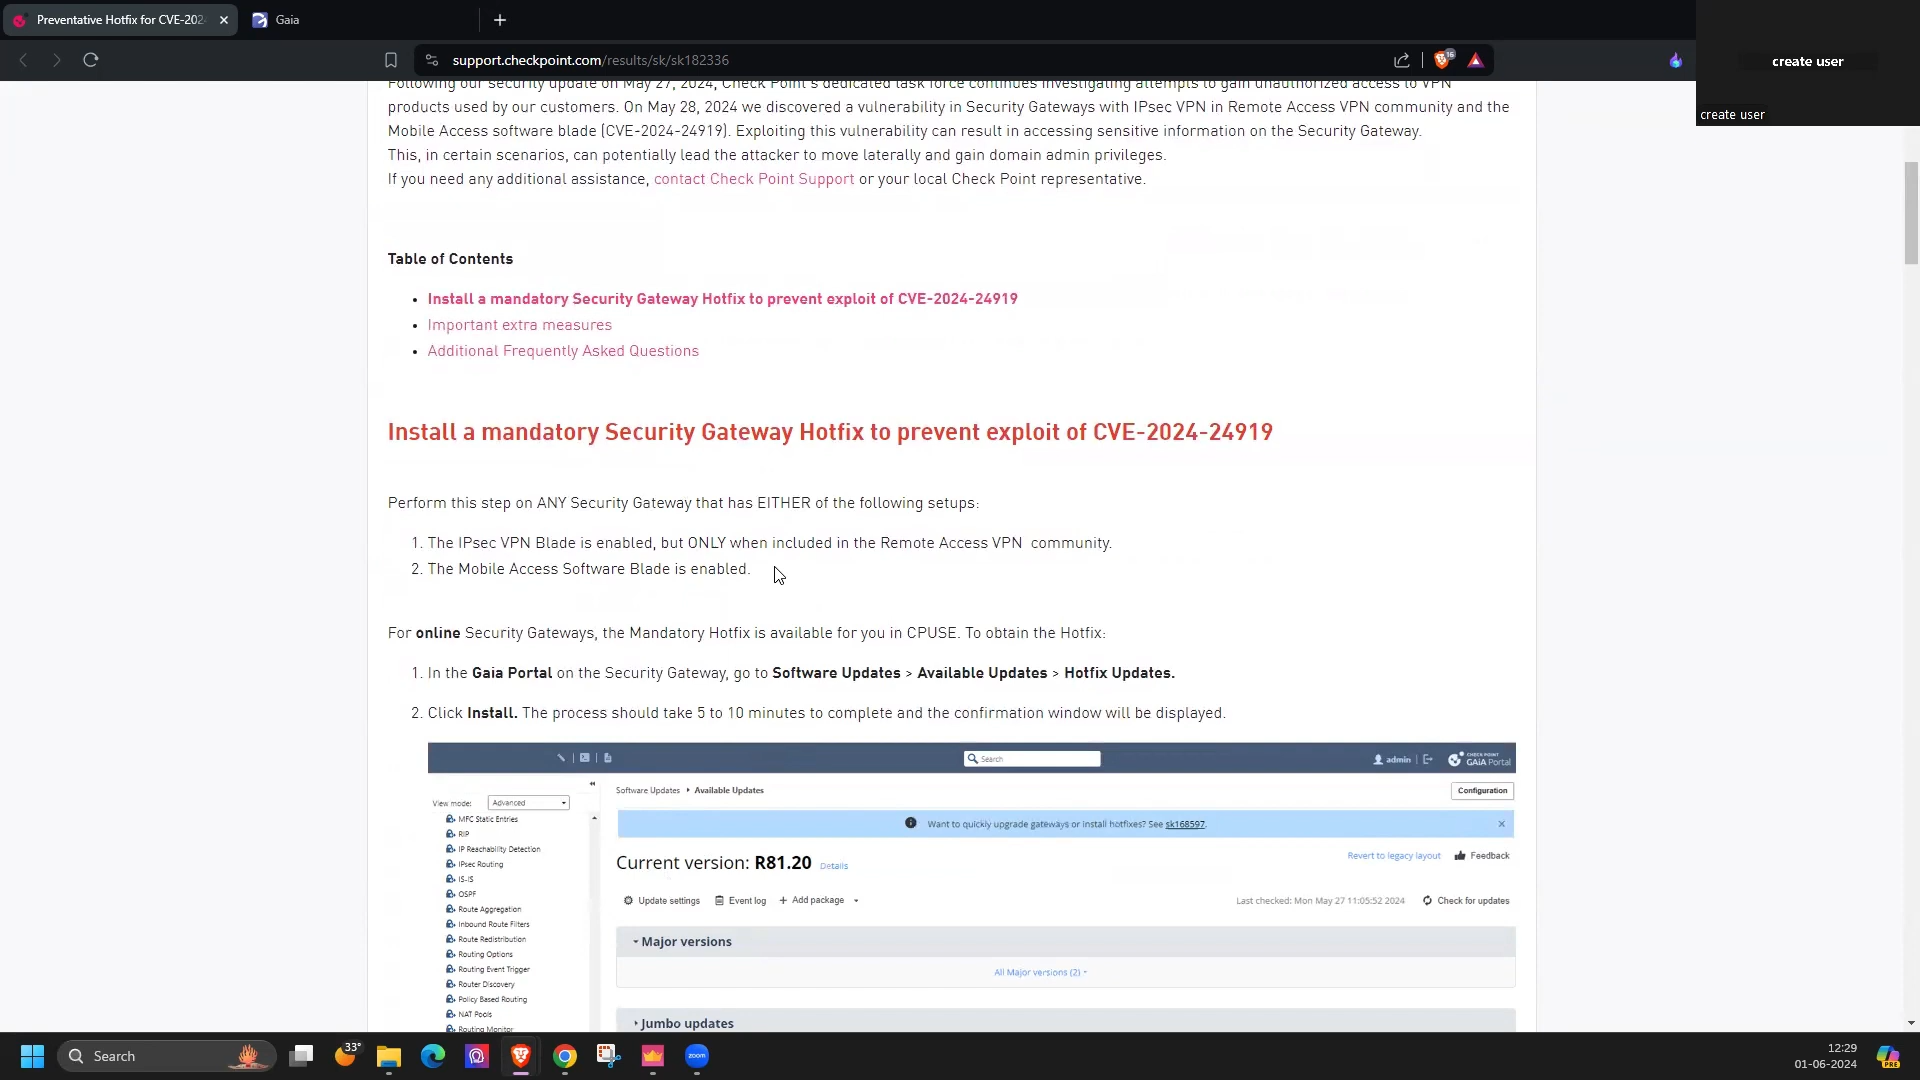 Preventative Hotfix for CVE-202
Gaia
support.checkpoint.com/results/sk/sk182336
16
create user
create user
Following our security update on May 27, 2024, Check Point's dedicated task force continues investigating attempts to gain unauthorized access to VPN
products used by our customers. On May 28, 2024 we discovered a vulnerability in Security Gateways with IPsec VPN in Remote Access VPN community and the
Mobile Access software blade (CVE-2024-24919). Exploiting this vulnerability can result in accessing sensitive information on the Security Gateway.
This, in certain scenarios, can potentially lead the attacker to move laterally and gain domain admin privileges.
If you need any additional assistance, contact Check Point Support or your local Check Point representative.
Table of Contents
• Install a mandatory Security Gateway Hotfix to prevent exploit of CVE-2024-24919
• Important extra measures
• Additional Frequently Asked Questions
Install a mandatory Security Gateway Hotfix to prevent exploit of CVE-2024-24919
Perform this step on ANY Security Gateway that has EITHER of the following setups:
1. The IPsec VPN Blade is enabled, but ONLY when included in the Remote Access VPN community.
2. The Mobile Access Software Blade is enabled.
For online Security Gateways, the Mandatory Hotfix is available for you in CPUSE. To obtain the Hotfix:
1. In the Gaia Portal on the Security Gateway, go to Software Updates > Available Updates > Hotfix Updates.
2. Click Install. The process should take 5 to 10 minutes to complete and the confirmation window will be displayed.
Search
admin
CHECK POINT
GAiA Portal
View mode: Advanced
MFC Static Entries
RIP
IP Reachability Detection
IPsec Routing
IS-IS
OSPF
Route Aggregation
Inbound Route Filters
Route Redistribution
Routing Options
Routing Event Trigger
Router Discovery
Policy Based Routing
NAT Pools
Routing Monitor
Software Updates ‣ Available Updates
Configuration
Want to quickly upgrade gateways or install hotfixes? See sk168597.
Current version: R81.20 Details
Revert to legacy layout
Feedback
Update settings
Event log
+ Add package
Last checked: Mon May 27 11:05:52 2024
Check for updates
Major versions
All Major versions (2)
Jumbo updates
Search
33°
zoom
12:29
01-06-2024
PRE